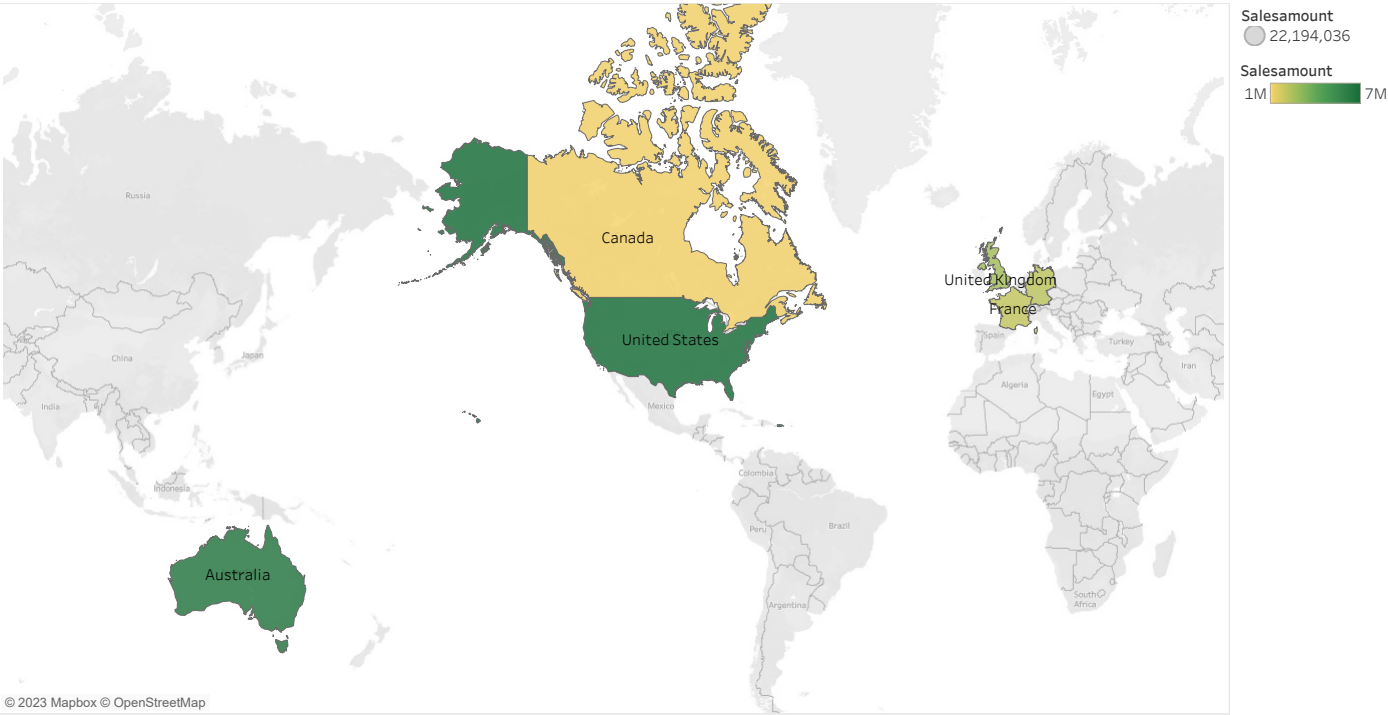 Salesamount
22,194,036
Salesamount
1M 7M
Russia
Canada
United Kingdom
France
Spain
United States
China
Japan
Turkey
Iran
India
Mexico
Algeria
Egypt
Colombia
Indonesia
Peru
Brazil
Australia
Argentina
South
Africa
© 2023 Mapbox © OpenStreetMap